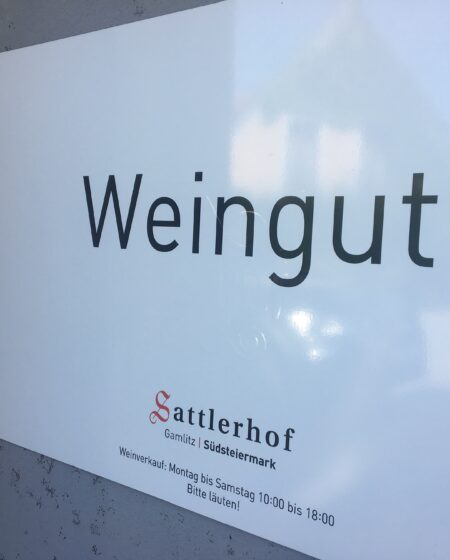 Weingut
Sattlerhof
Gamlitz | Südsteiermark
Weinverkauf: Montag bis Samstag 10:00 bis 18:00
Bitte läuten!